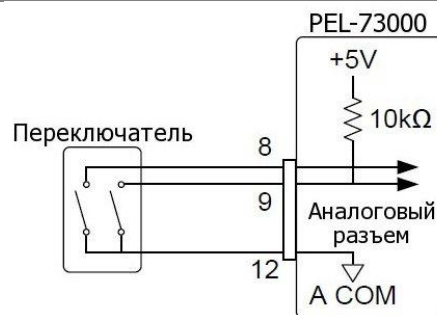 PEL-73000
+5V
10kΩ
Переключатель
8
9
Аналоговый
разъем
12
A COM